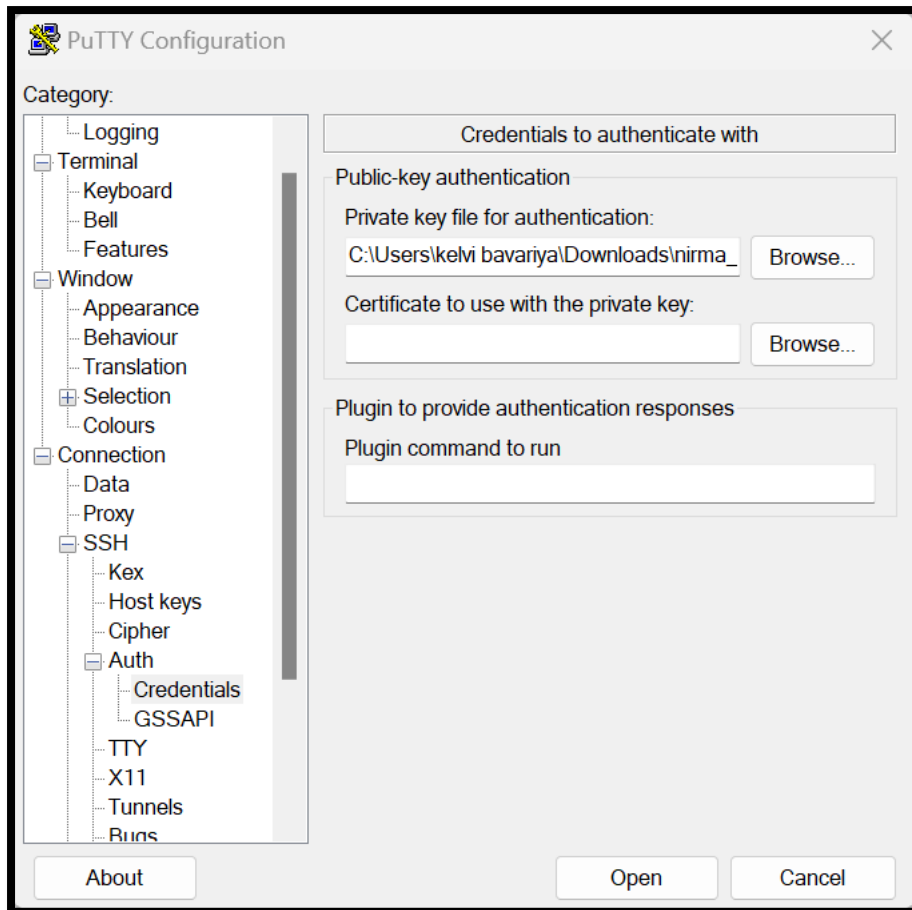 PuTTY Configuration
Category:
Logging
Terminal
Keyboard
Bell
Features
Window
Appearance
Behaviour
Translation
Selection
Colours
Connection
Data
Proxy
SSH
Kex
Host keys
Cipher
Auth
Credentials
GSSAPI
TTY
X11
Tunnels
Bugs
Credentials to authenticate with
Public-key authentication
Private key file for authentication:
C:\Users\kelvi bavariya\Downloads\nirma_ Browse...
Certificate to use with the private key:
Browse...
Plugin to provide authentication responses
Plugin command to run
About Open Cancel